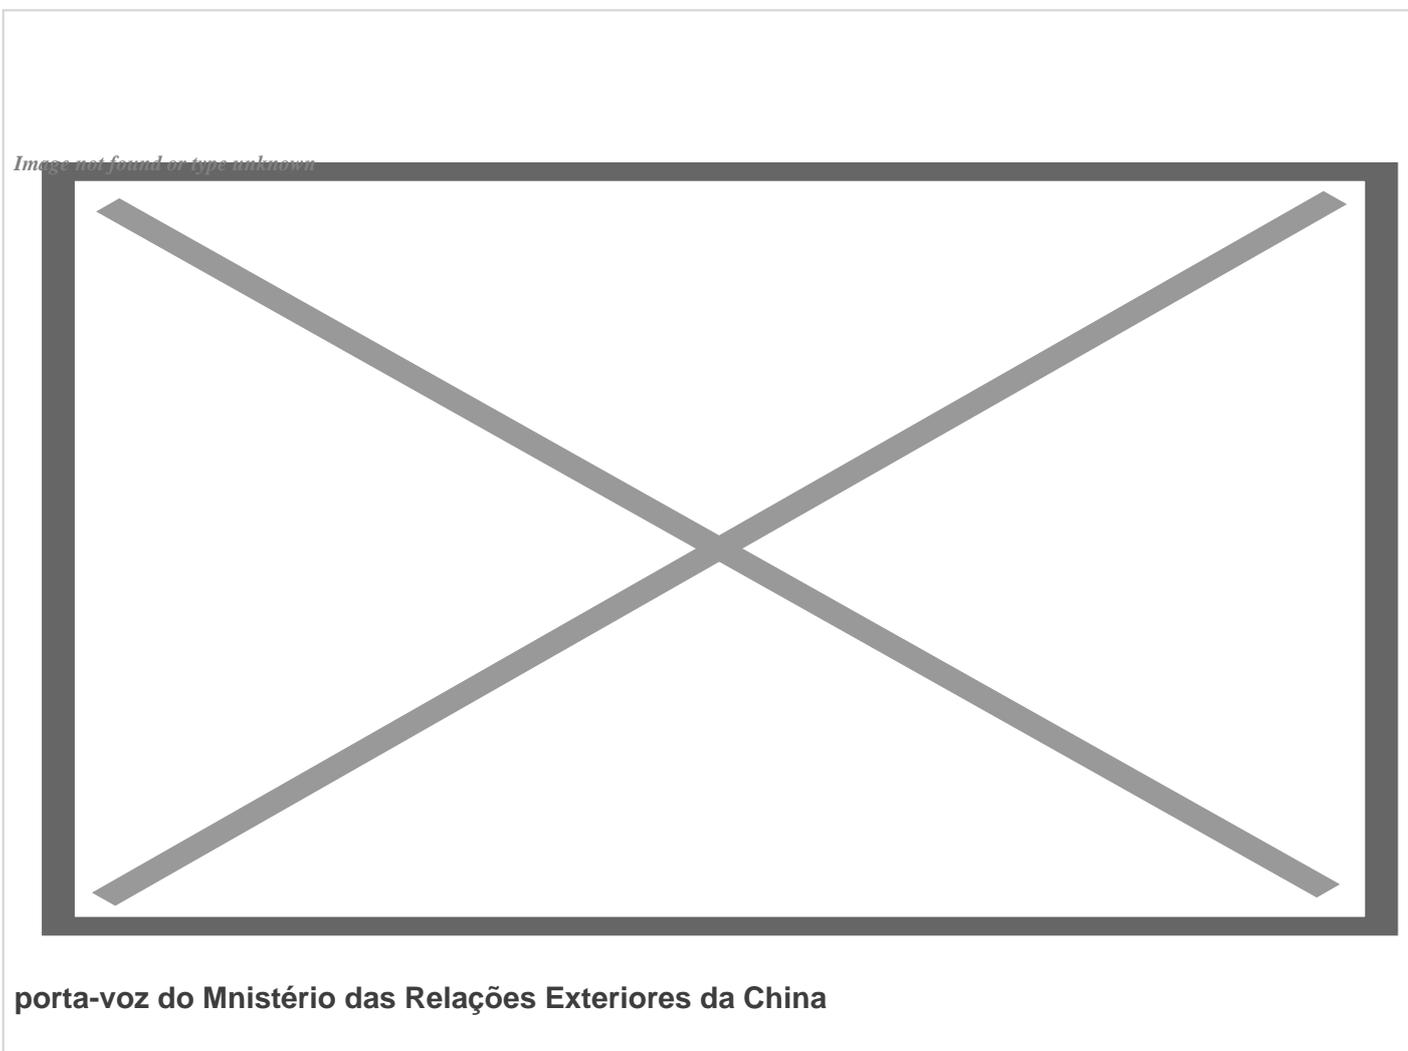 Image not found or type unknown
porta-voz do Mnistério das Relações Exteriores da China